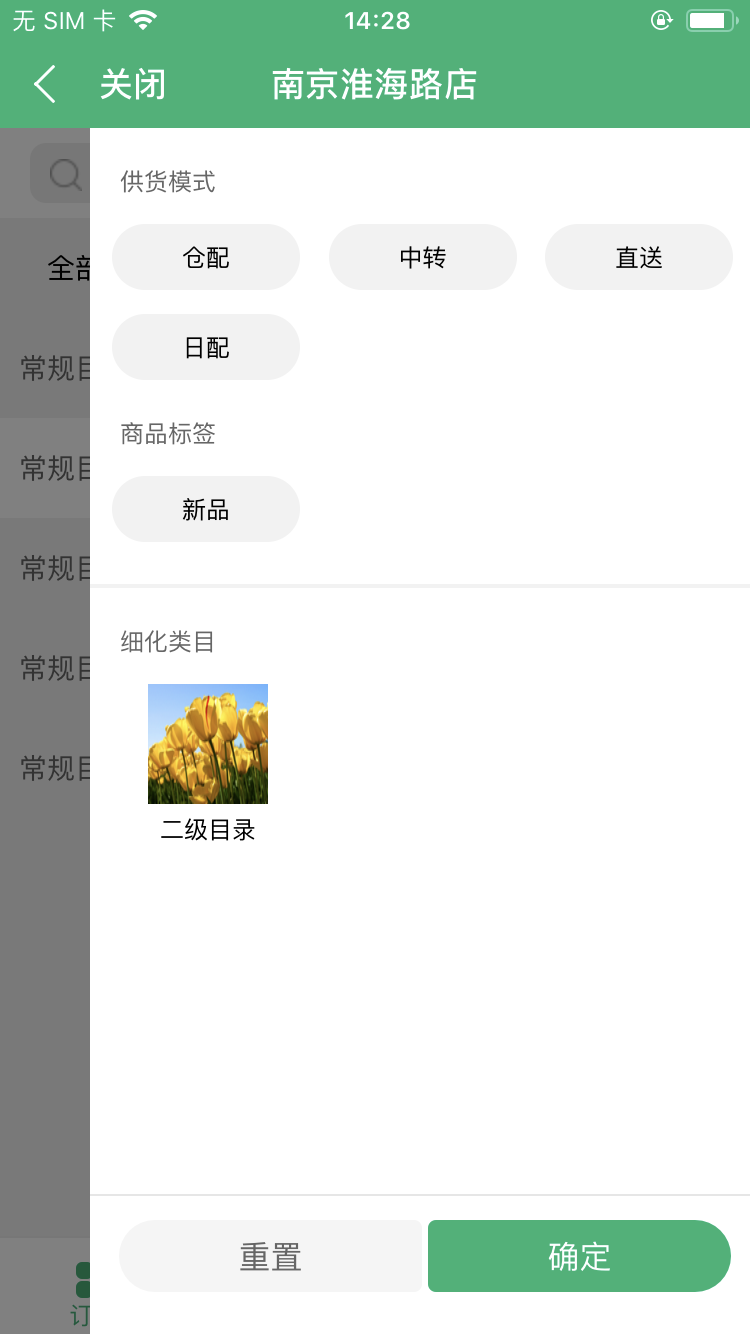 无 SIM 卡
14:28
关闭
南京淮海路店
供货模式
仓配
中转
直送
全部
日配
常规目
商品标签
常规目
新品
常规目
细化类目
常规目
常规目
二级目录
重置
确定
订